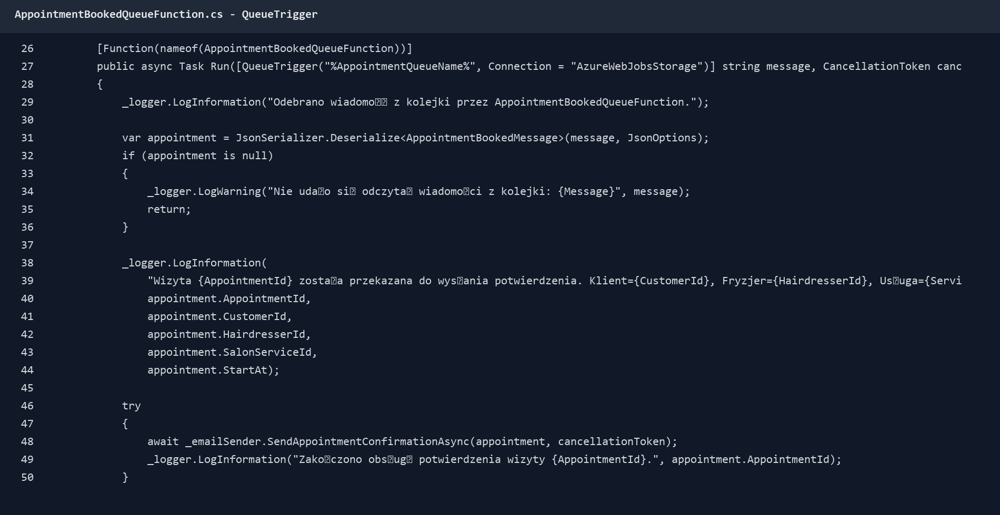 AppointmentBookedQueueFunction.cs - QueueTrigger
26 [Function(nameof(AppointmentBookedQueueFunction))]
27 public async Task Run([QueueTrigger("%AppointmentQueueName%", Connection = "AzureWebJobsStorage")] string message, CancellationToken canc
28 {
29 _logger.LogInformation("Odebrano wiadomo⍰⍰ z kolejki przez AppointmentBookedQueueFunction.");
30
31 var appointment = JsonSerializer.Deserialize<AppointmentBookedMessage>(message, JsonOptions);
32 if (appointment is null)
33 {
34 _logger.LogWarning("Nie uda⍰o si⍰ odczyta⍰ wiadomo⍰ci z kolejki: {Message}", message);
35 return;
36 }
37
38 _logger.LogInformation(
39 "Wizyta {AppointmentId} zosta⍰a przekazana do wys⍰ania potwierdzenia. Klient={CustomerId}, Fryzjer={HairdresserId}, Us⍰uga={Servi
40 appointment.AppointmentId,
41 appointment.CustomerId,
42 appointment.HairdresserId,
43 appointment.SalonServiceId,
44 appointment.StartAt);
45
46 try
47 {
48 await _emailSender.SendAppointmentConfirmationAsync(appointment, cancellationToken);
49 _logger.LogInformation("Zako⍰czono obs⍰ug⍰ potwierdzenia wizyty {AppointmentId}.", appointment.AppointmentId);
50 }